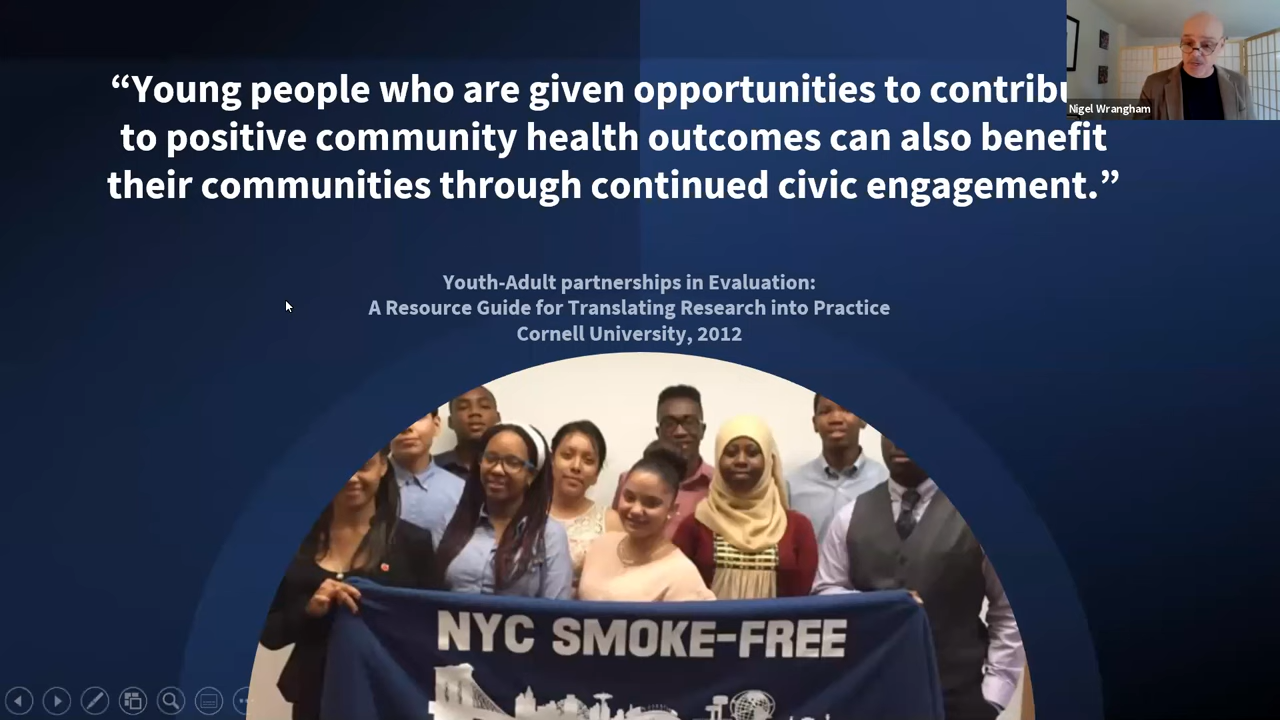 “Young people who are given opportunities to contribu
to positive community health outcomes can also benefit
their communities through continued civic engagement.”
Nigel Wrangham
Youth-Adult partnerships in Evaluation:
A Resource Guide for Translating Research into Practice
Cornell University, 2012
NYC SMOKE-FREE